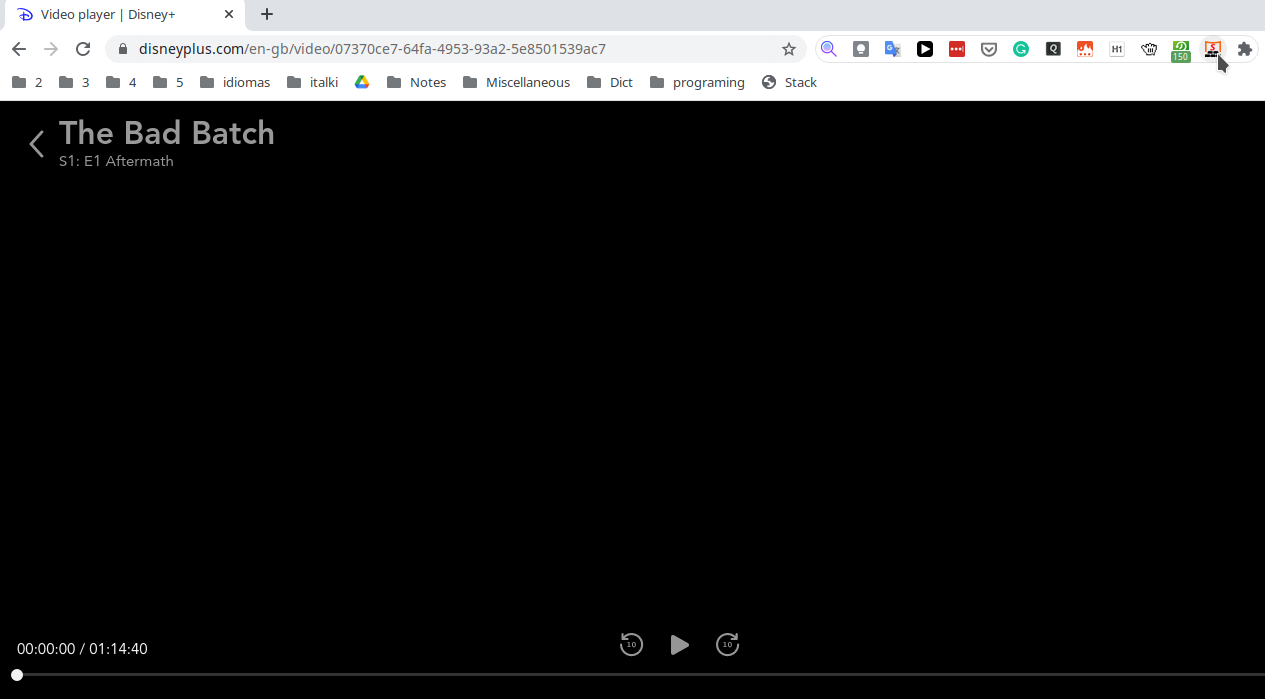 Video player | Disney+
disneyplus.com/en-gb/video/07370ce7-64fa-4953-93a2-5e8501539ac7
G
Q
H1
150
S
2 3 4 5 idiomas italki Notes Miscellaneous Dict programing Stack
The Bad Batch
S1: E1 Aftermath
10
10
00:00:00 / 01:14:40